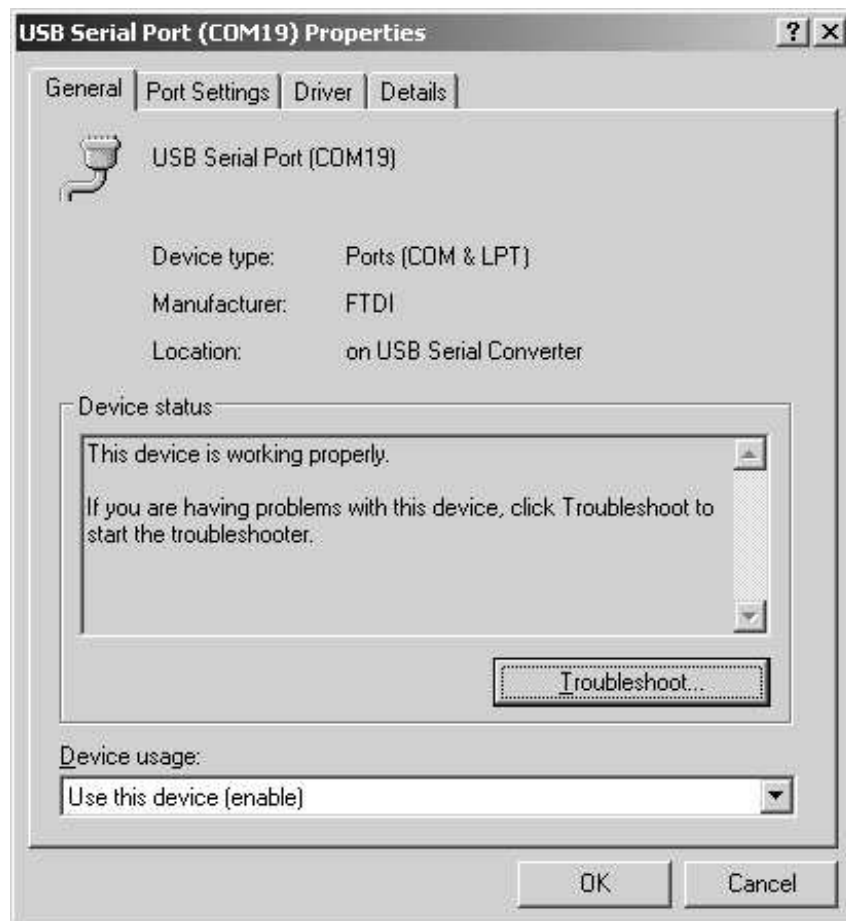 USB Serial Port (COM19) Properties
General Port Settings Driver Details
USB Serial Port (COM19)
Device type: Ports (COM & LPT)
Manufacturer: FTDI
Location: on USB Serial Converter
Device status
This device is working properly.
If you are having problems with this device, click Troubleshoot to
start the troubleshooter.
Troubleshoot...
Device usage:
Use this device (enable)
OK Cancel